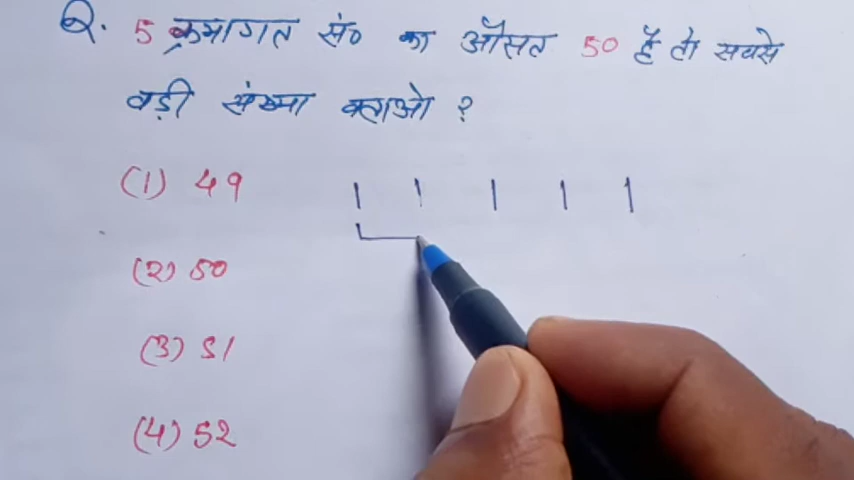 Q. 5 क्रमागत सं० का औसत 50 है तो सबसे
बड़ी संख्या बताओ ?
(1) 49
(2) 50
(3) 51
(4) 52